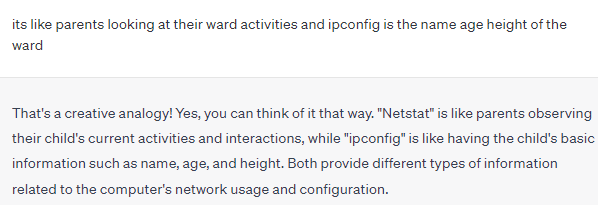 its like parents looking at their ward activities and ipconfig is the name age height of the
ward
That's a creative analogy! Yes, you can think of it that way. "Netstat" is like parents observing
their child's current activities and interactions, while "ipconfig" is like having the child's basic
information such as name, age, and height. Both provide different types of information
related to the computer's network usage and configuration.